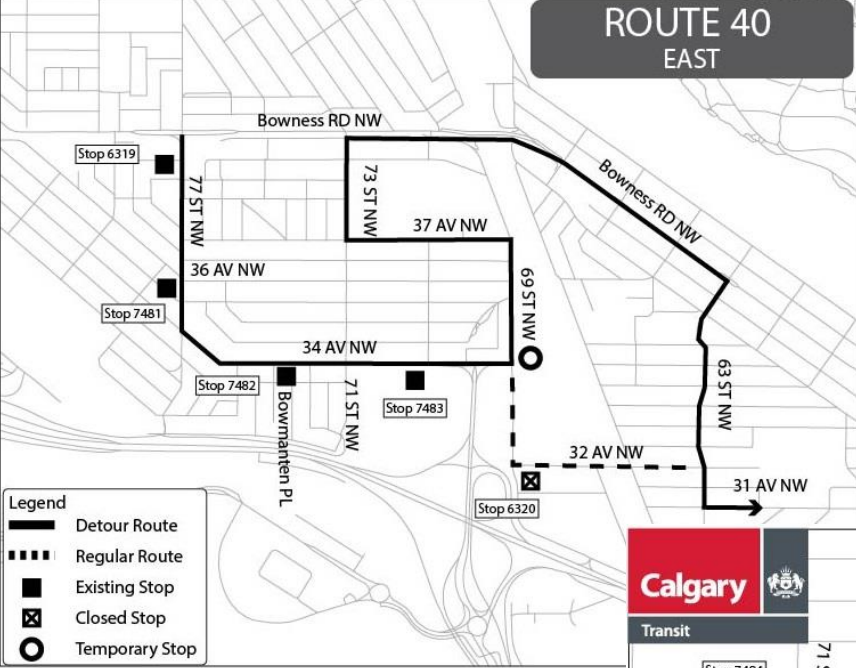 ROUTE 40
EAST
Bowness RD NW
Stop 6319
77 ST NW
73 ST NW
Bowness RD NW
37 AV NW
36 AV NW
69 ST NW
Stop 7481
34 AV NW
Stop 7482
Bowmanten PL
71 ST NW
Stop 7483
63 ST NW
32 AV NW
31 AV NW
Stop 6320
Legend
Detour Route
Regular Route
Existing Stop
Closed Stop
Temporary Stop
Calgary
Transit
71